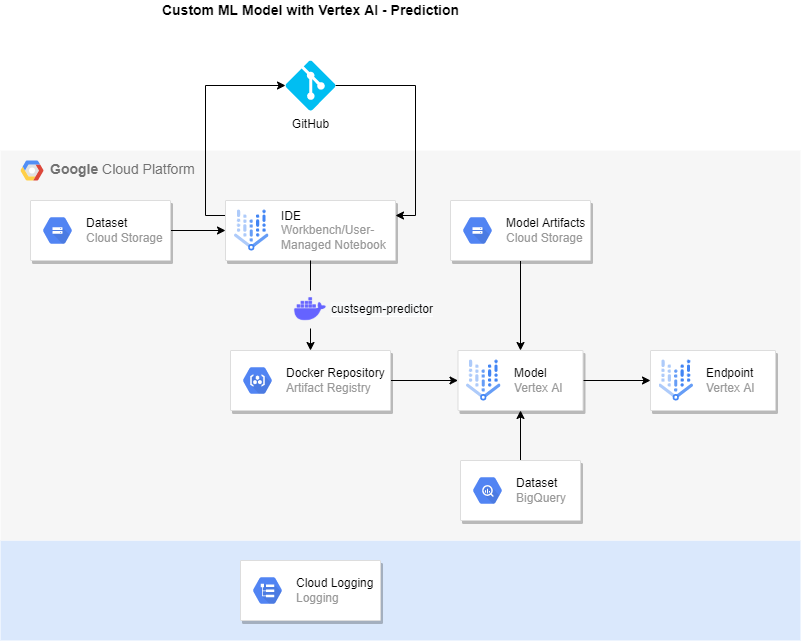 Custom ML Model with Vertex AI - Prediction
GitHub
Google Cloud Platform
Dataset
Cloud Storage
IDE
Workbench/User-
Managed Notebook
Model Artifacts
Cloud Storage
custsegm-predictor
Docker Repository
Artifact Registry
Model
Vertex AI
Endpoint
Vertex AI
Dataset
BigQuery
Cloud Logging
Logging